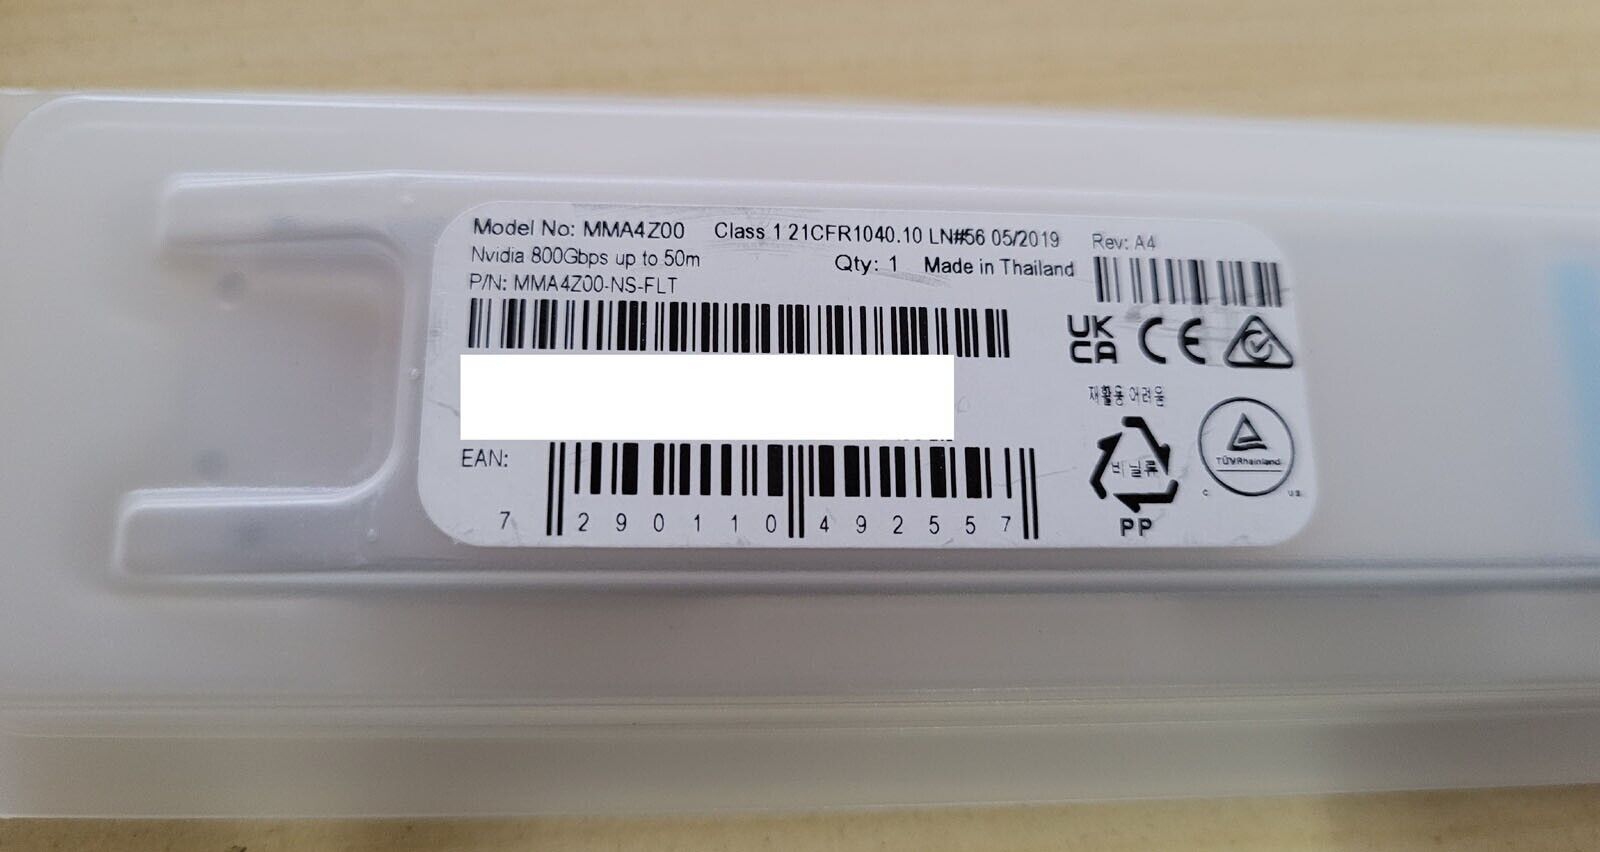 Model No: MMA4Z00 Class 1 21CFR1040.10 LN#56 05/2019 Rev: A4
Nvidia 800Gbps up to 50m Qty: 1 Made in Thailand
P/N: MMA4Z00-NS-FLT
UK
CA
CE
재활용 어려움
비닐류
PP
TÜVRheinland
C US
EAN:
7 290110 492557